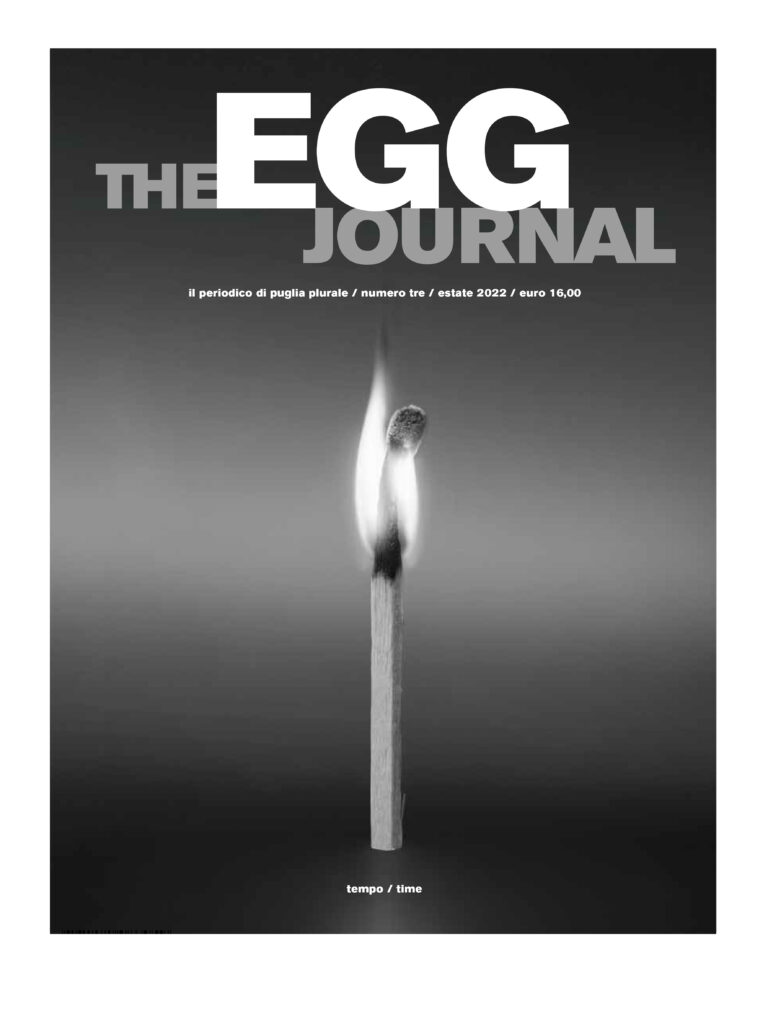 THE EGG
JOURNAL
il periodico di puglia plurale / numero tre / estate 2022 / euro 16,00
tempo / time